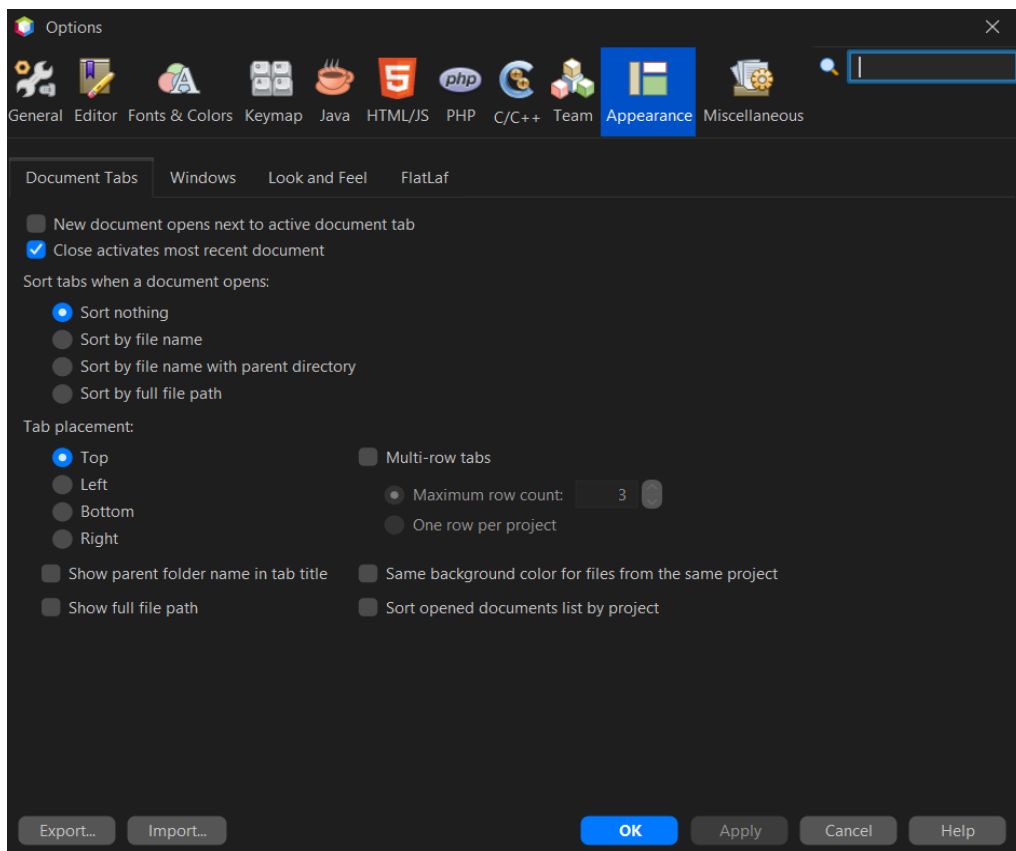 Options
General Editor Fonts & Colors Keymap Java HTML/JS PHP C/C++ Team Appearance Miscellaneous
Document Tabs Windows Look and Feel FlatLaf
New document opens next to active document tab
Close activates most recent document
Sort tabs when a document opens:
Sort nothing
Sort by file name
Sort by file name with parent directory
Sort by full file path
Tab placement:
Top
Left
Bottom
Right
Multi-row tabs
Maximum row count: 3
One row per project
Show parent folder name in tab title
Same background color for files from the same project
Show full file path
Sort opened documents list by project
Export... Import... OK Apply Cancel Help